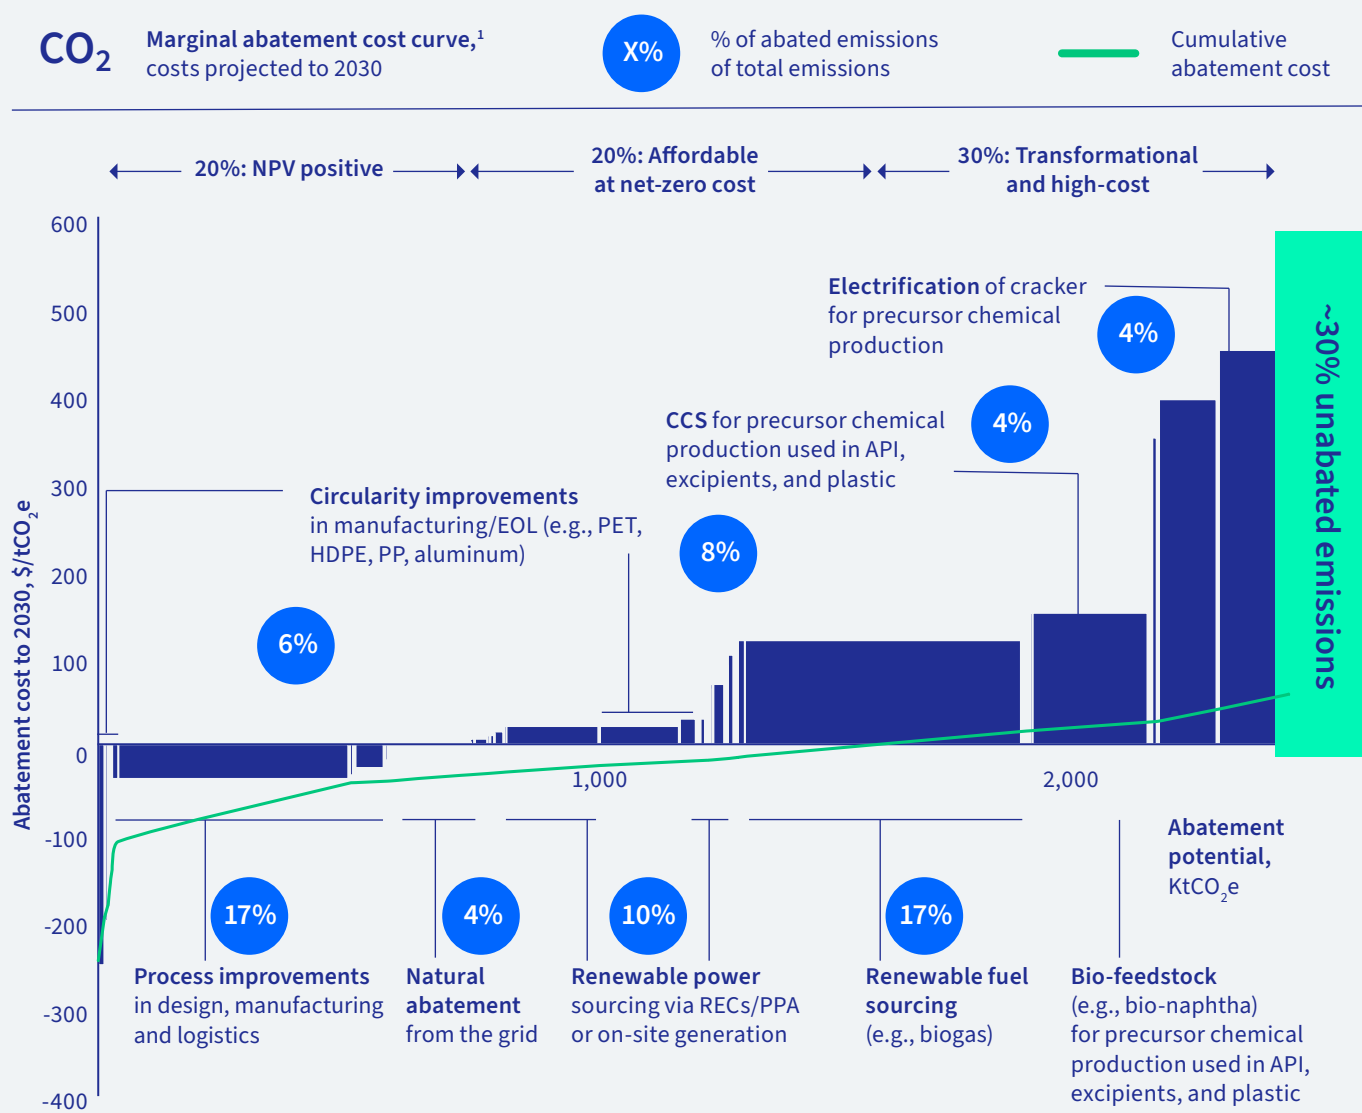 CO2
Marginal abatement cost curve,1
costs projected to 2030
X%
% of abated emissions
of total emissions
Cumulative
abatement cost
20%: NPV positive
20%: Affordable
at net-zero cost
30%: Transformational
and high-cost
Abatement cost to 2030, $/tCO2e
600
500
400
300
200
100
0
-100
-200
-300
-400
Electrification of cracker
for precursor chemical
production
4%
CCS for precursor chemical
production used in API,
excipients, and plastic
4%
Circularity improvements
in manufacturing/EOL (e.g., PET,
HDPE, PP, aluminum)
8%
6%
~30% unabated emissions
1,000
2,000
Abatement
potential,
KtCO2e
17%
Process improvements
in design, manufacturing
and logistics
4%
Natural
abatement
from the grid
10%
Renewable power
sourcing via RECs/PPA
or on-site generation
17%
Renewable fuel
sourcing
(e.g., biogas)
Bio-feedstock
(e.g., bio-naphtha)
for precursor chemical
production used in API,
excipients, and plastic